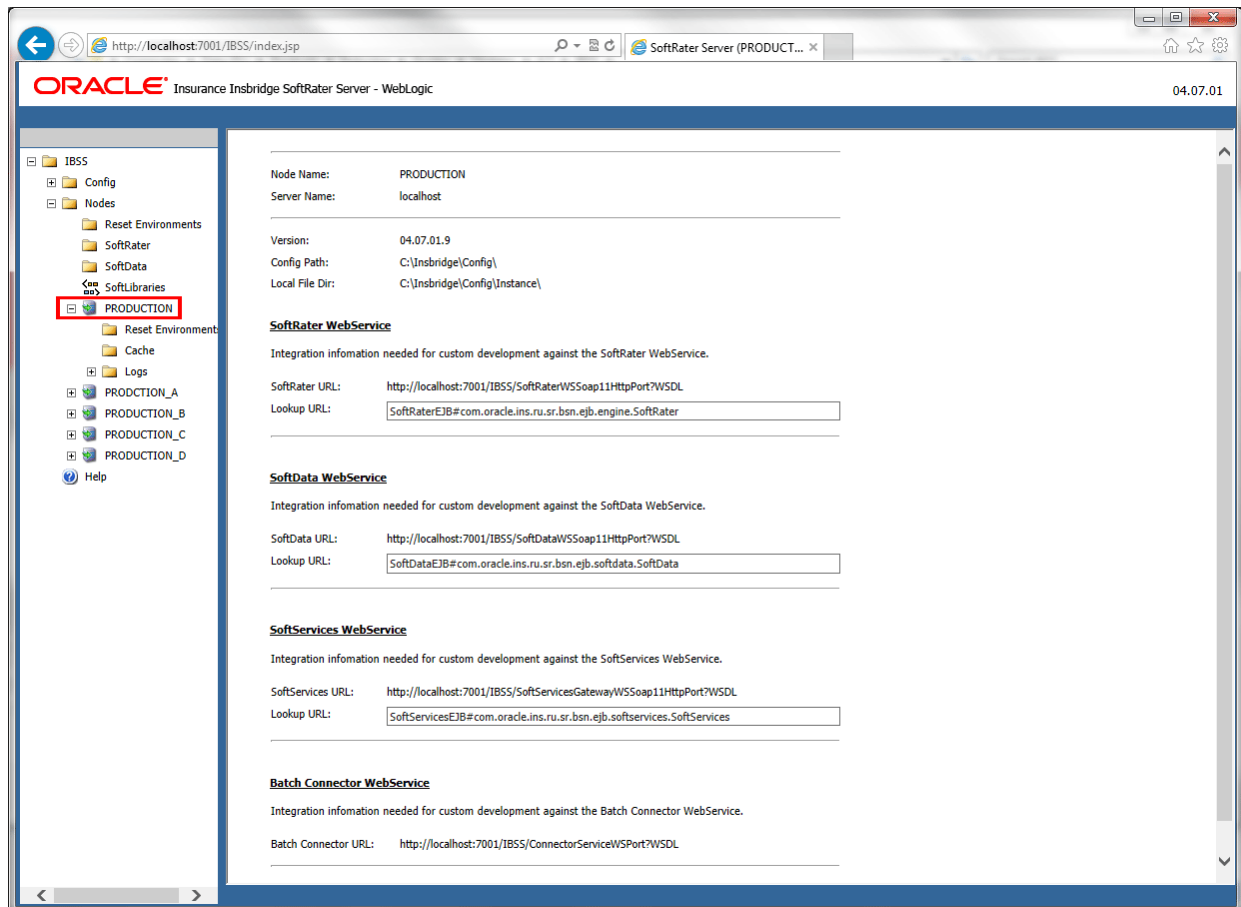 http://localhost:7001/IBSS/index.jsp
SoftRater Server (PRODUCT...
ORACLE Insurance Insbridge SoftRater Server - WebLogic
04.07.01
IBSS
Config
Nodes
Reset Environments
SoftRater
SoftData
SoftLibraries
PRODUCTION
Reset Environment
Cache
Logs
PRODCTION_A
PRODUCTION_B
PRODUCTION_C
PRODUCTION_D
Help
Node Name: PRODUCTION
Server Name: localhost
Version: 04.07.01.9
Config Path: C:\Insbridge\Config\
Local File Dir: C:\Insbridge\Config\Instance\
SoftRater WebService
Integration infomation needed for custom development against the SoftRater WebService.
SoftRater URL: http://localhost:7001/IBSS/SoftRaterWSSoap11HttpPort?WSDL
Lookup URL: SoftRaterEJB#com.oracle.ins.ru.sr.bsn.ejb.engine.SoftRater
SoftData WebService
Integration infomation needed for custom development against the SoftData WebService.
SoftData URL: http://localhost:7001/IBSS/SoftDataWSSoap11HttpPort?WSDL
Lookup URL: SoftDataEJB#com.oracle.ins.ru.sr.bsn.ejb.softdata.SoftData
SoftServices WebService
Integration infomation needed for custom development against the SoftServices WebService.
SoftServices URL: http://localhost:7001/IBSS/SoftServicesGatewayWSSoap11HttpPort?WSDL
Lookup URL: SoftServicesEJB#com.oracle.ins.ru.sr.bsn.ejb.softservices.SoftServices
Batch Connector WebService
Integration infomation needed for custom development against the Batch Connector WebService.
Batch Connector URL: http://localhost:7001/IBSS/ConnectorServiceWSPort?WSDL